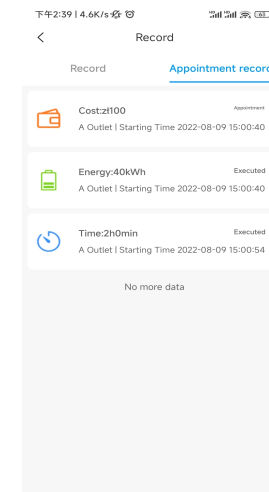 下午2:39 | 4.6K/s
Record
Record Appointment record
Cost:zł100 Appointment
A Outlet | Starting Time 2022-08-09 15:00:40
Energy:40kWh Executed
A Outlet | Starting Time 2022-08-09 15:00:40
Time:2h0min Executed
A Outlet | Starting Time 2022-08-09 15:00:54
No more data